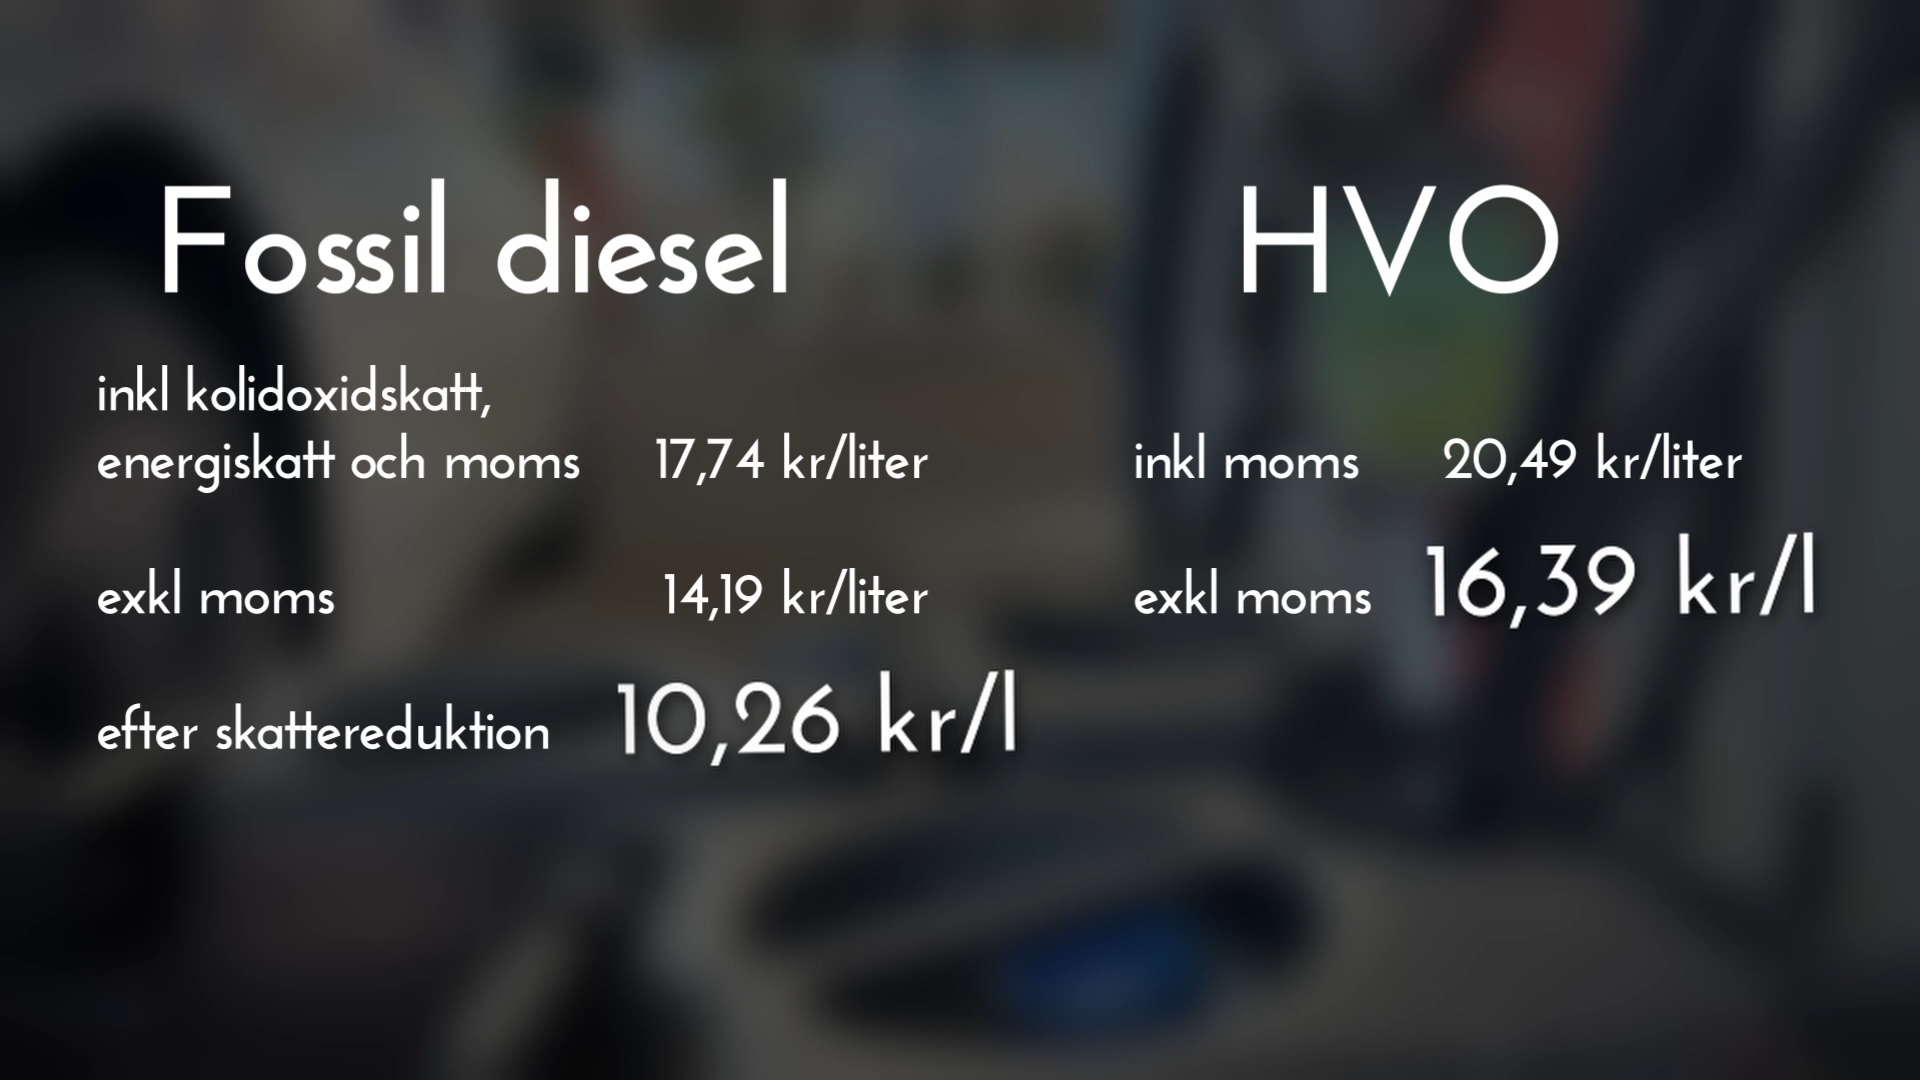 Fossil diesel
inkl kolidoxidskatt,
energiskatt och moms 17,74 kr/liter
exkl moms 14,19 kr/liter
efter skattereduktion 10,26 kr/l
HVO
inkl moms 20,49 kr/liter
exkl moms 16,39 kr/l